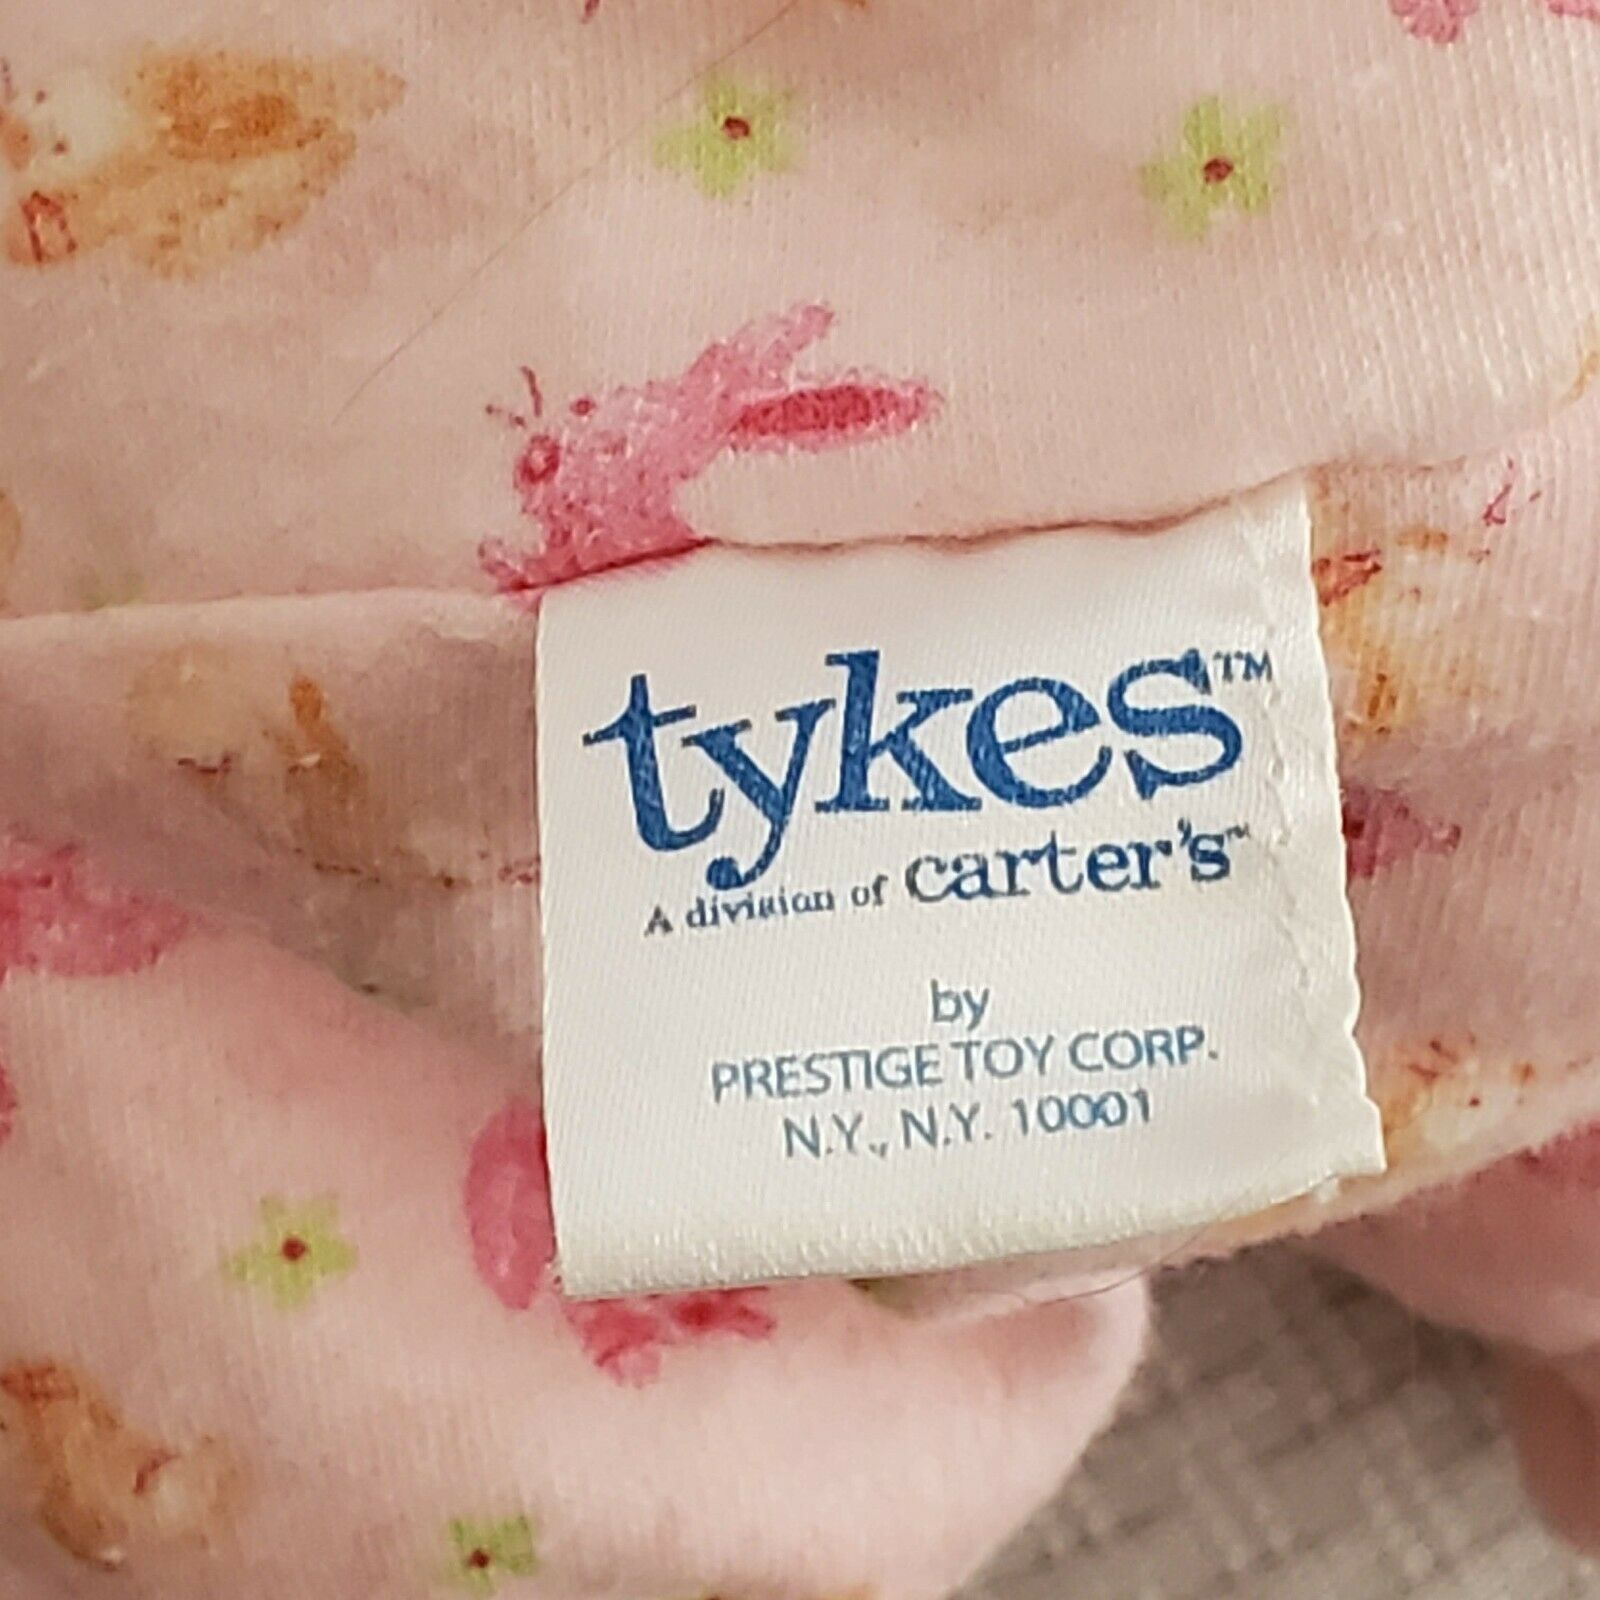 tykes™
A division of carter's™
by
PRESTIGE TOY CORP.
N.Y., N.Y. 10001